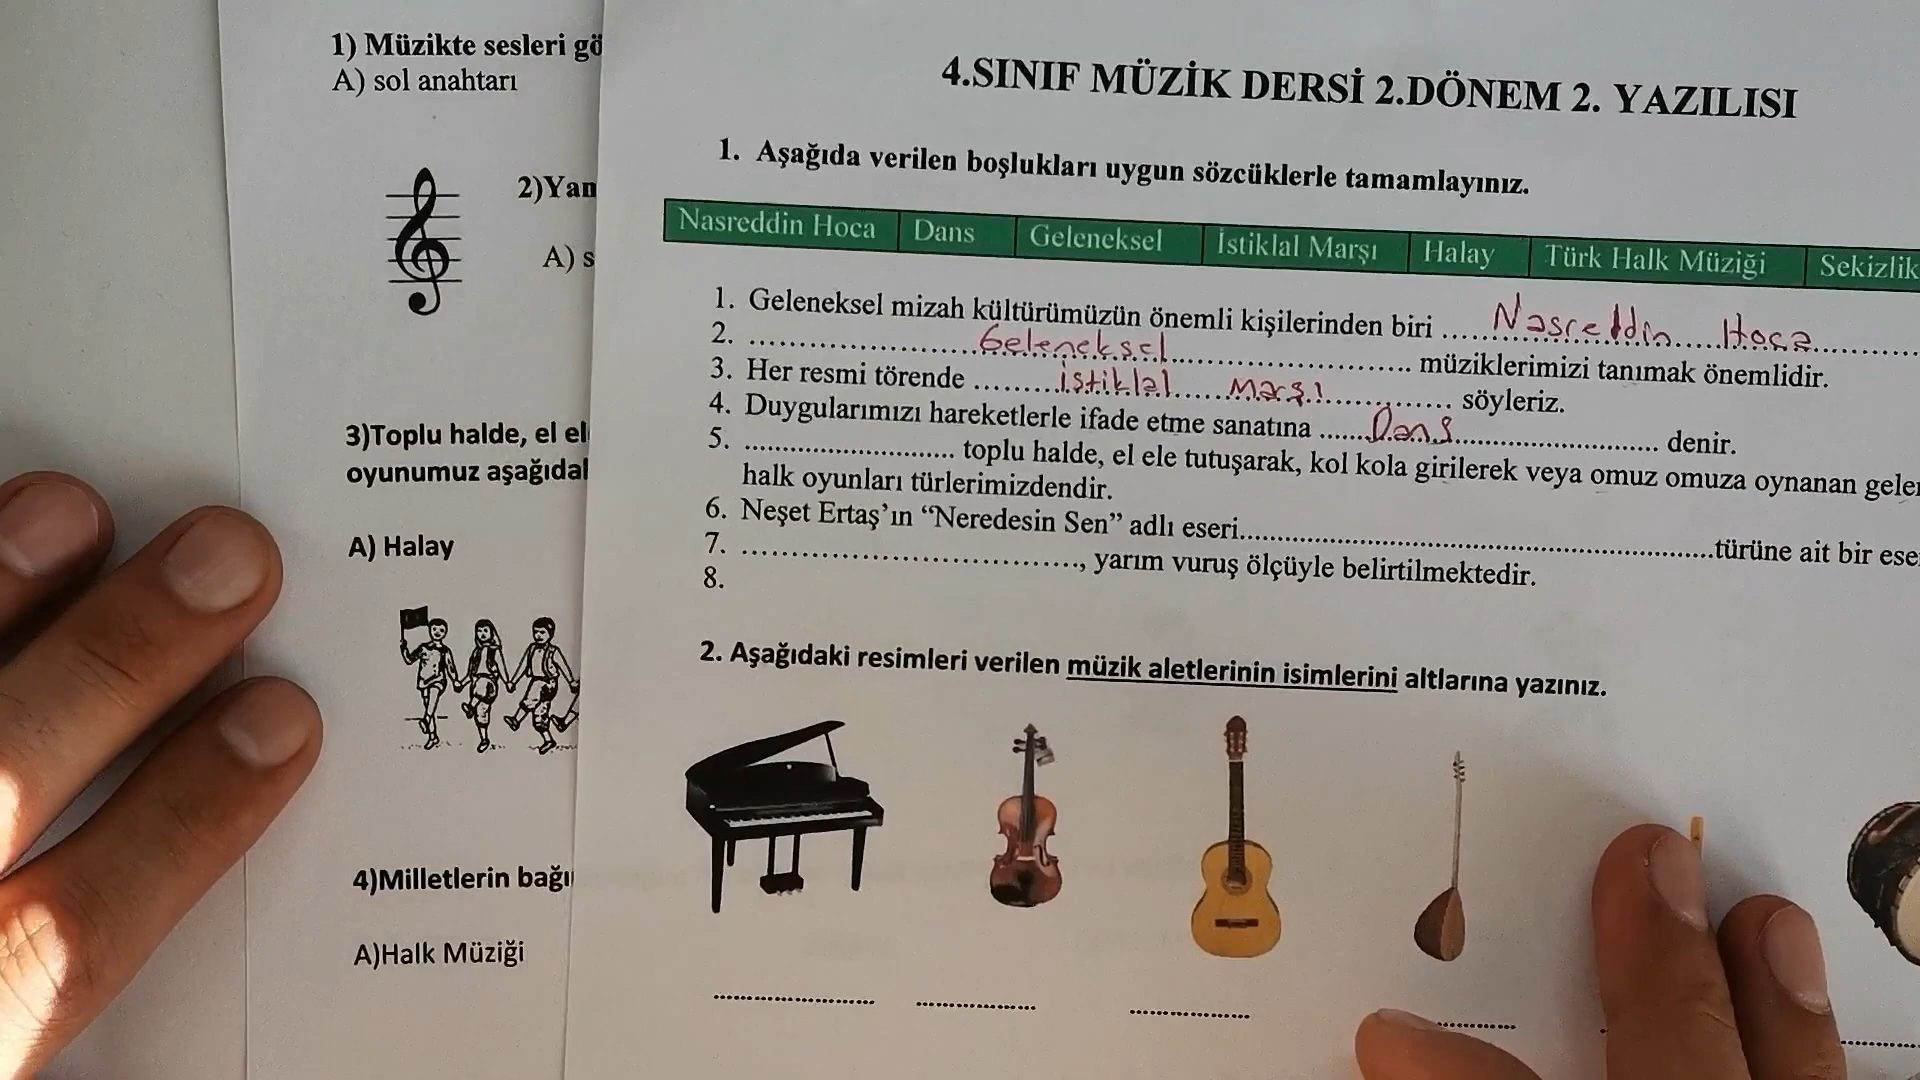 1) Müzikte sesleri gö
A) sol anahtarı
2)Yan
A) s
3)Toplu halde, el el
oyunumuz aşağıdal
A) Halay
4)Milletlerin bağı
A)Halk Müziği
4.SINIF MÜZİK DERSİ 2.DÖNEM 2. YAZILISI
1. Aşağıda verilen boşlukları uygun sözcüklerle tamamlayınız.
Nasreddin Hoca Dans Geleneksel İstiklal Marşı Halay Türk Halk Müziği Sekizlik
1. Geleneksel mizah kültürümüzün önemli kişilerinden biri ..... Nasreddin Hoca ............
2. ..................... Geleneksel ............................... müziklerimizi tanımak önemlidir.
3. Her resmi törende ......... istiklal Marşı ............... söyleriz.
4. Duygularımızı hareketlerle ifade etme sanatına ....... Dans ............................... denir.
5. ................................ toplu halde, el ele tutuşarak, kol kola girilerek veya omuz omuza oynanan gele
halk oyunları türlerimizdendir.
6. Neşet Ertaş’ın “Neredesin Sen” adlı eseri..........................................................................türüne ait bir ese
7. ...................................., yarım vuruş ölçüyle belirtilmektedir.
8.
2. Aşağıdaki resimleri verilen müzik aletlerinin isimlerini altlarına yazınız.